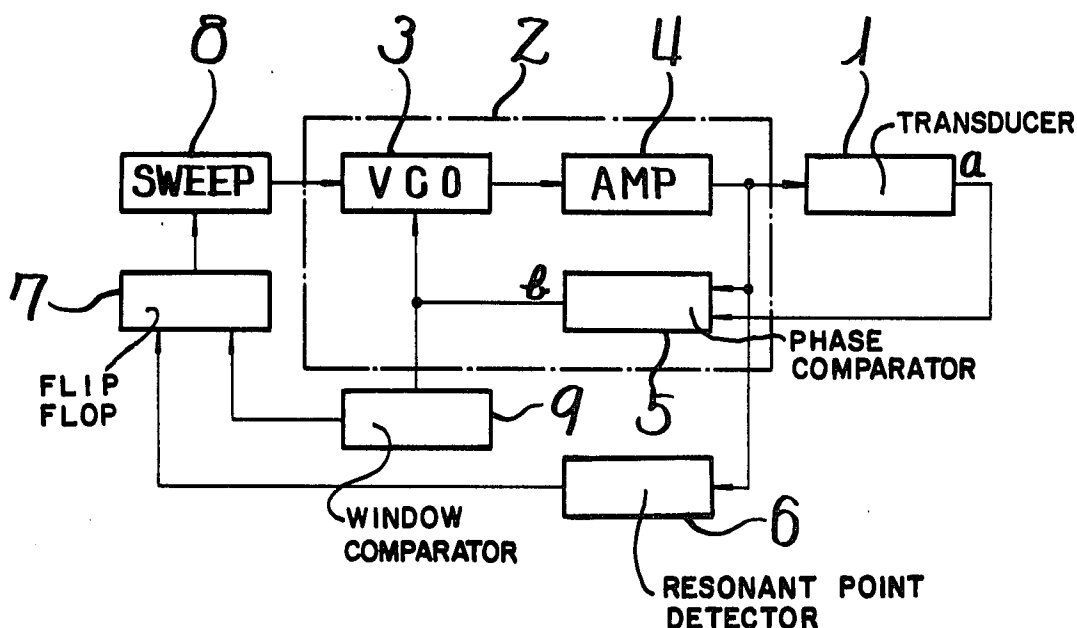 8
3
2
4
1
TRANSDUCER
SWEEP
VCO
AMP
a
7
b
FLIP
FLOP
PHASE
COMPARATOR
5
9
WINDOW
COMPARATOR
6
RESONANT POINT
DETECTOR